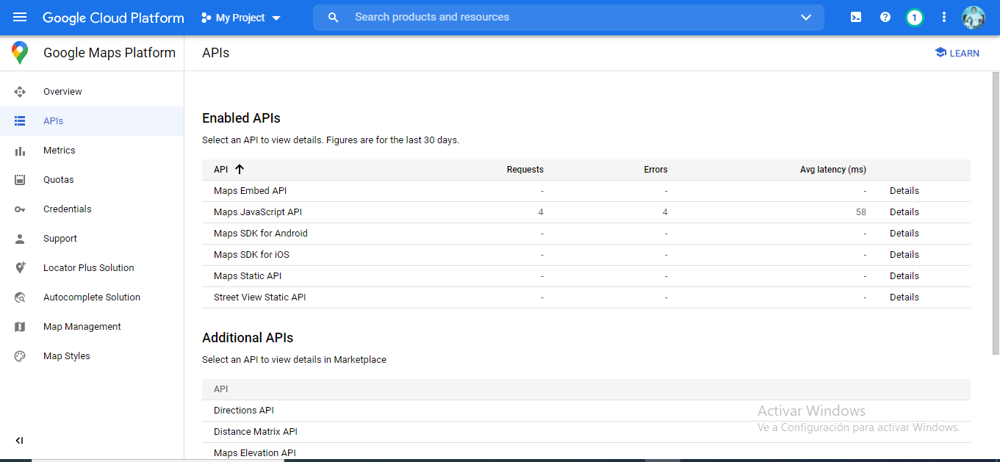 Google Cloud Platform My Project Search products and resources 1
Google Maps Platform APIs LEARN
Overview
APIs
Metrics
Quotas
Credentials
Support
Locator Plus Solution
Autocomplete Solution
Map Management
Map Styles
Enabled APIs
Select an API to view details. Figures are for the last 30 days.
API Requests Errors Avg latency (ms)
Maps Embed API - - - Details
Maps JavaScript API 4 4 58 Details
Maps SDK for Android - - - Details
Maps SDK for iOS - - - Details
Maps Static API - - - Details
Street View Static API - - - Details
Additional APIs
Select an API to view details in Marketplace
API
Directions API
Distance Matrix API
Maps Elevation API
Activar Windows
Ve a Configuración para activar Windows.